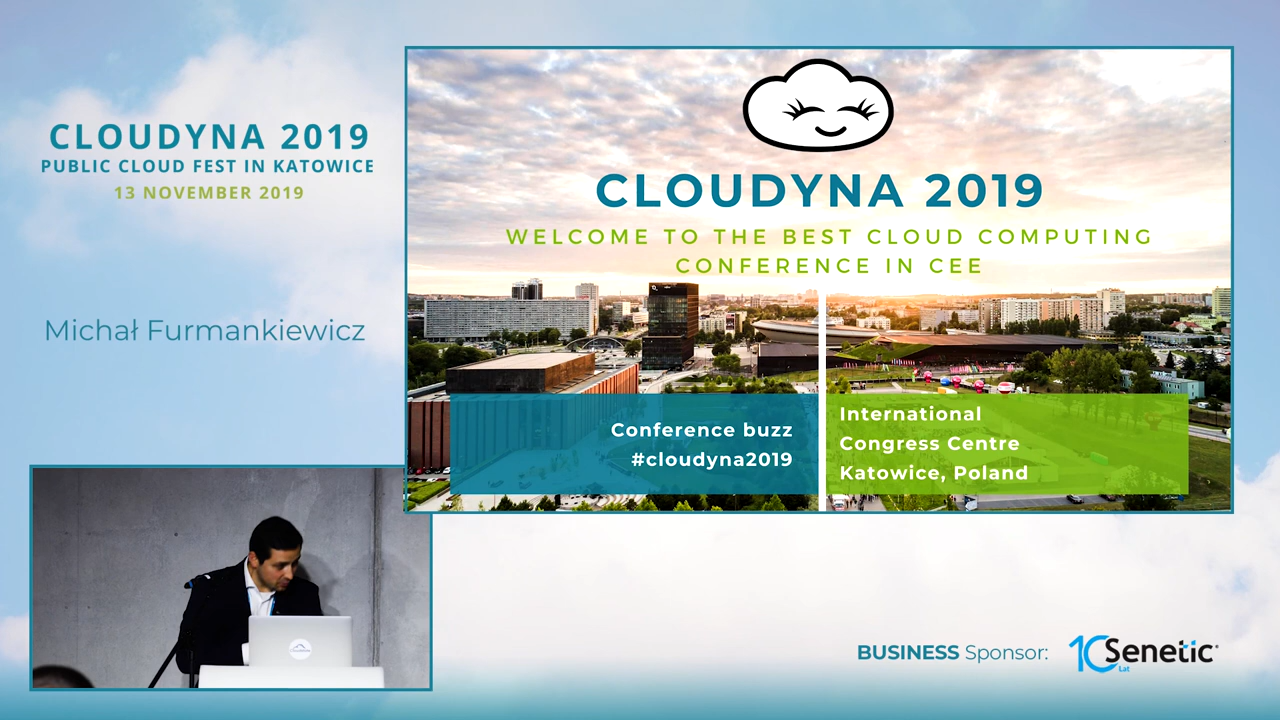 CLOUDYNA 2019
PUBLIC CLOUD FEST IN KATOWICE
13 NOVEMBER 2019
Michał Furmankiewicz
CLOUDYNA 2019
WELCOME TO THE BEST CLOUD COMPUTING
CONFERENCE IN CEE
Conference buzz
#cloudyna2019
International
Congress Centre
Katowice, Poland
BUSINESS Sponsor:
10 Senetic
Lat